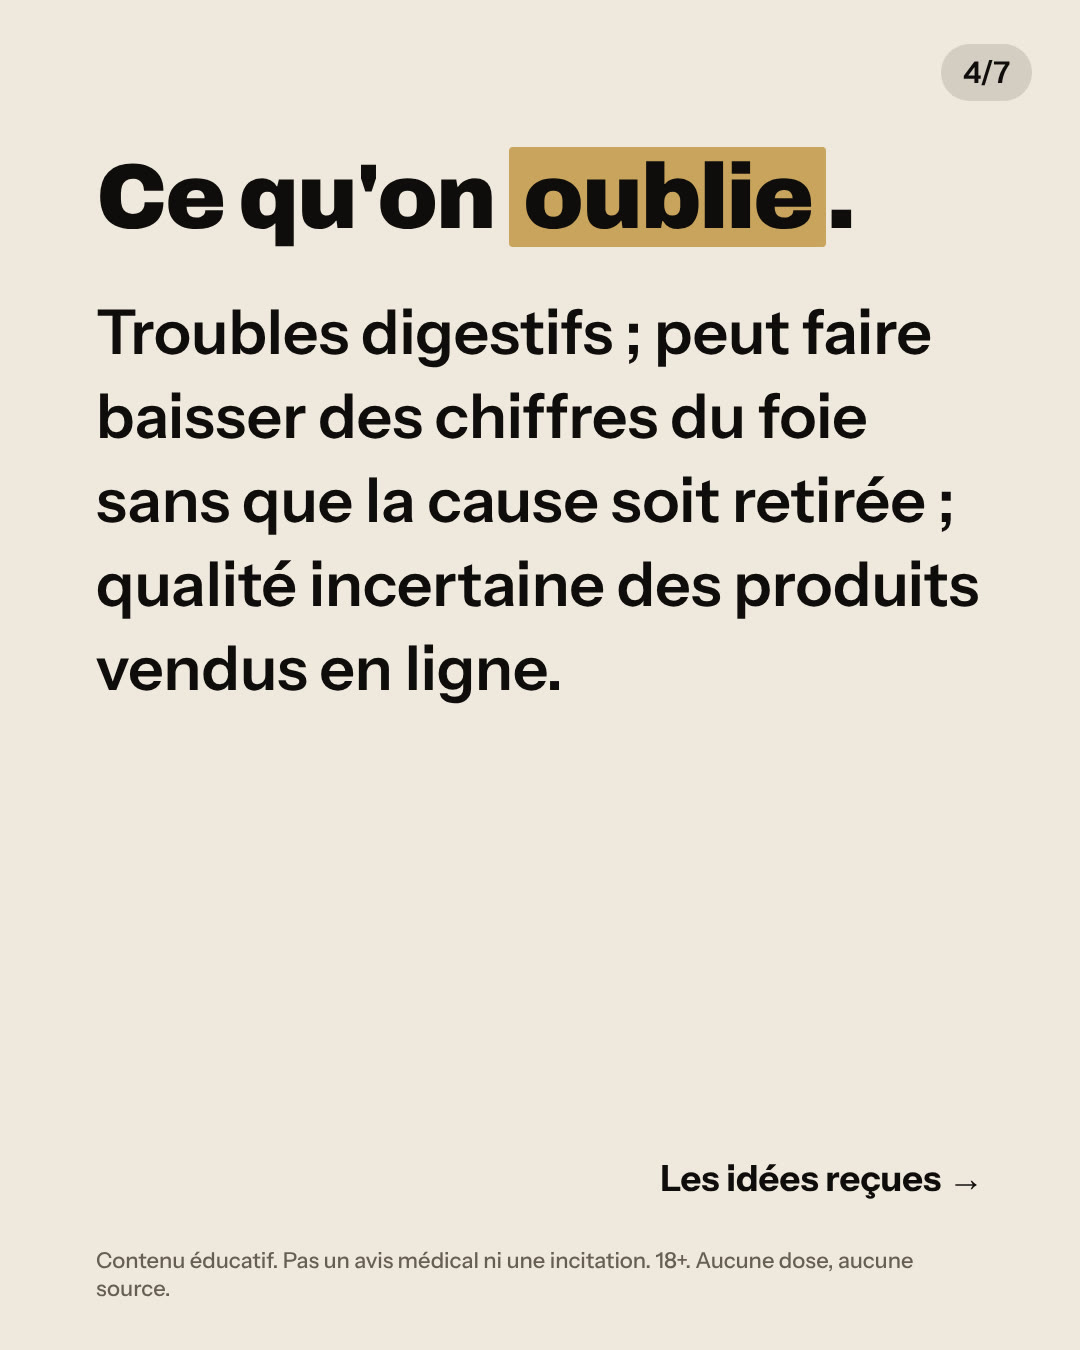 4/7
Ce qu'on oublie.
Troubles digestifs ; peut faire
baisser des chiffres du foie
sans que la cause soit retirée ;
qualité incertaine des produits
vendus en ligne.
Les idées reçues →
Contenu éducatif. Pas un avis médical ni une incitation. 18+. Aucune dose, aucune
source.